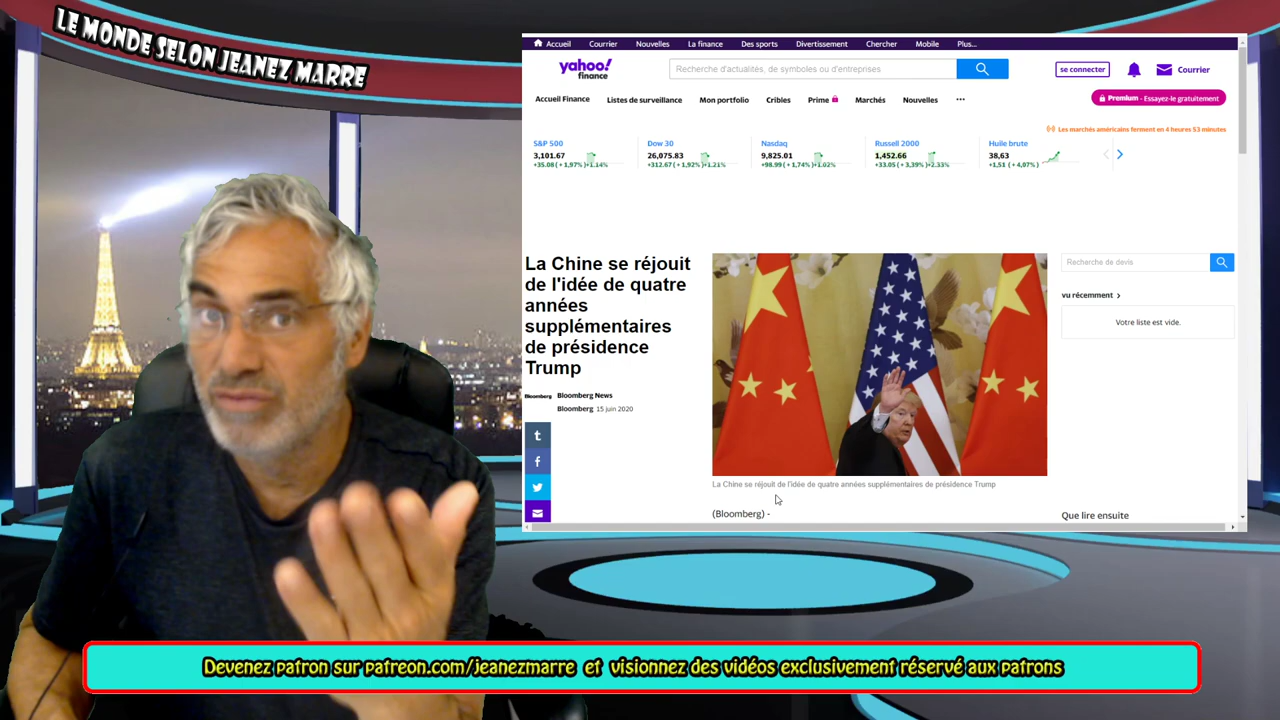 LE MONDE SELON JEANEZ MARRE
Accueil Courrier Nouvelles La finance Des sports Divertissement Chercher Mobile Plus...
yahoo! finance
Recherche d'actualités, de symboles ou d'entreprises
se connecter
Courrier
Accueil Finance Listes de surveillance Mon portfolio Cribles Prime Marchés Nouvelles ...
Premium - Essayez-le gratuitement
Les marchés américains ferment en 4 heures 53 minutes
S&P 500 Dow 30 Nasdaq Russell 2000 Huile brute
3,101.67 26,075.83 9,825.01 1,452.66 38,63
+1,51 (+ 4,07%)
La Chine se réjouit
de l'idée de quatre
années
supplémentaires
de présidence
Trump
Bloomberg Bloomberg News
Bloomberg 15 juin 2020
La Chine se réjouit de l'idée de quatre années supplémentaires de présidence Trump
(Bloomberg) -
Recherche de devis
vu récemment
Votre liste est vide.
Que lire ensuite
Devenez patron sur patreon.com/jeanezmarre et visionnez des vidéos exclusivement réservé aux patrons